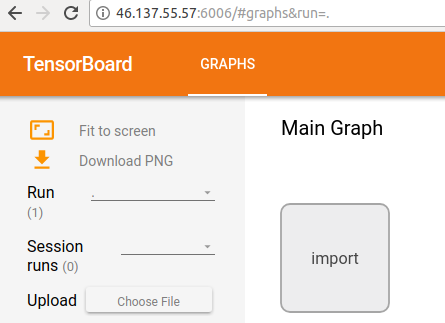 46.137.55.57:6006/#graphs&run=.
TensorBoard
GRAPHS
Fit to screen
Download PNG
Run
(1)
.
Session
runs (0)
Upload
Choose File
Main Graph
import